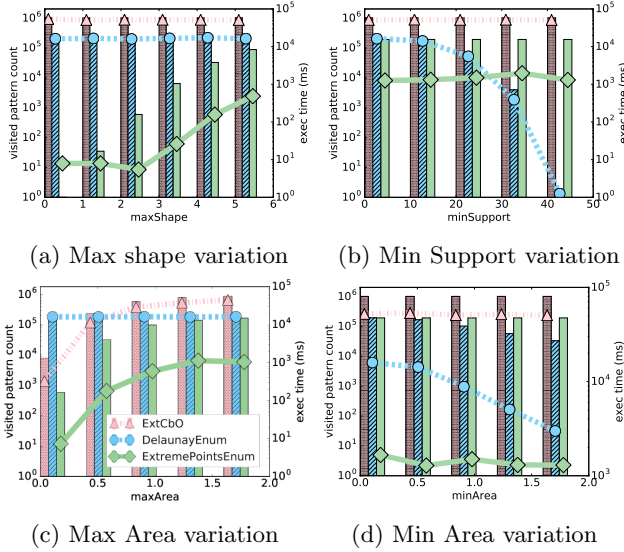 10^6
10^5
10^4
10^3
10^2
10^1
10^0
visited pattern count
0 1 2 3 4 5 6
maxShape
10^5
10^4
10^3
10^2
10^1
10^0
exec time (ms)
10^6
10^5
10^4
10^3
10^2
10^1
10^0
visited pattern count
0 10 20 30 40 50
minSupport
10^5
10^4
10^3
10^2
10^1
10^0
exec time (ms)
(a) Max shape variation
(b) Min Support variation
10^6
10^5
10^4
10^3
10^2
10^1
10^0
visited pattern count
ExtCbO
DelaunayEnum
ExtremePointsEnum
0.0 0.5 1.0 1.5 2.0
maxArea
10^5
10^4
10^3
10^2
10^1
10^0
exec time (ms)
10^6
10^5
10^4
10^3
10^2
10^1
10^0
visited pattern count
0.0 0.5 1.0 1.5 2.0
minArea
10^5
10^4
10^3
exec time (ms)
(c) Max Area variation
(d) Min Area variation